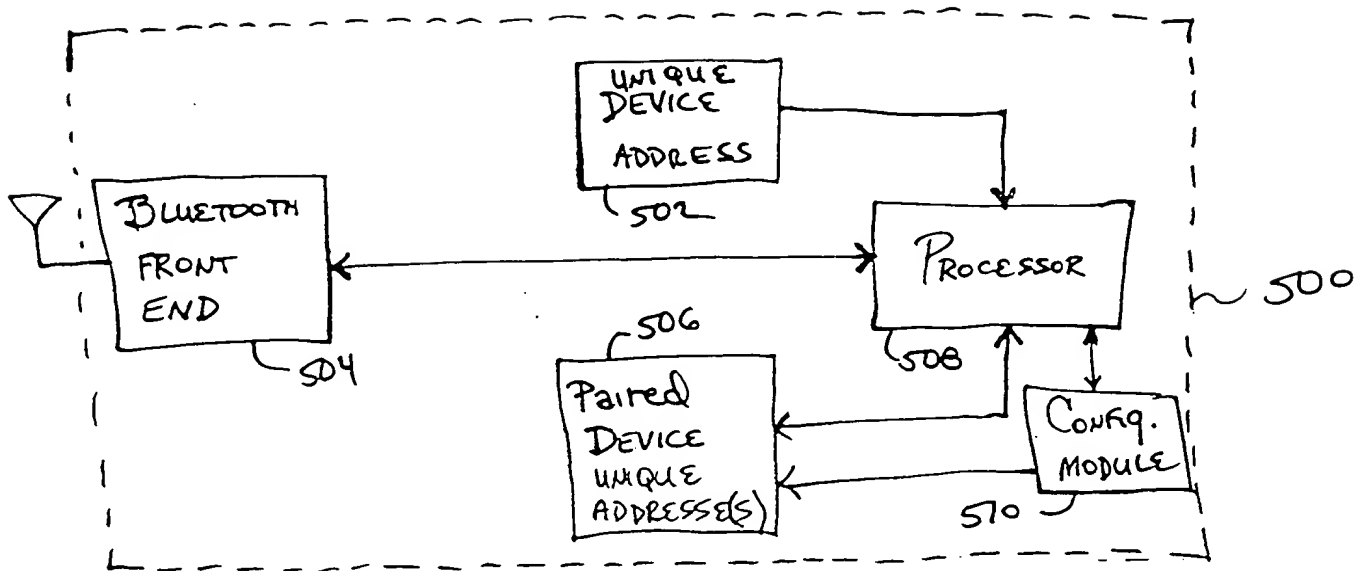 UNIQUE
DEVICE
ADDRESS
502
BLUETOOTH
FRONT
END
504
PROCESSOR
508
500
506
Paired
DEVICE
UNIQUE
ADDRESSE(S)
CONFIG.
MODULE
510